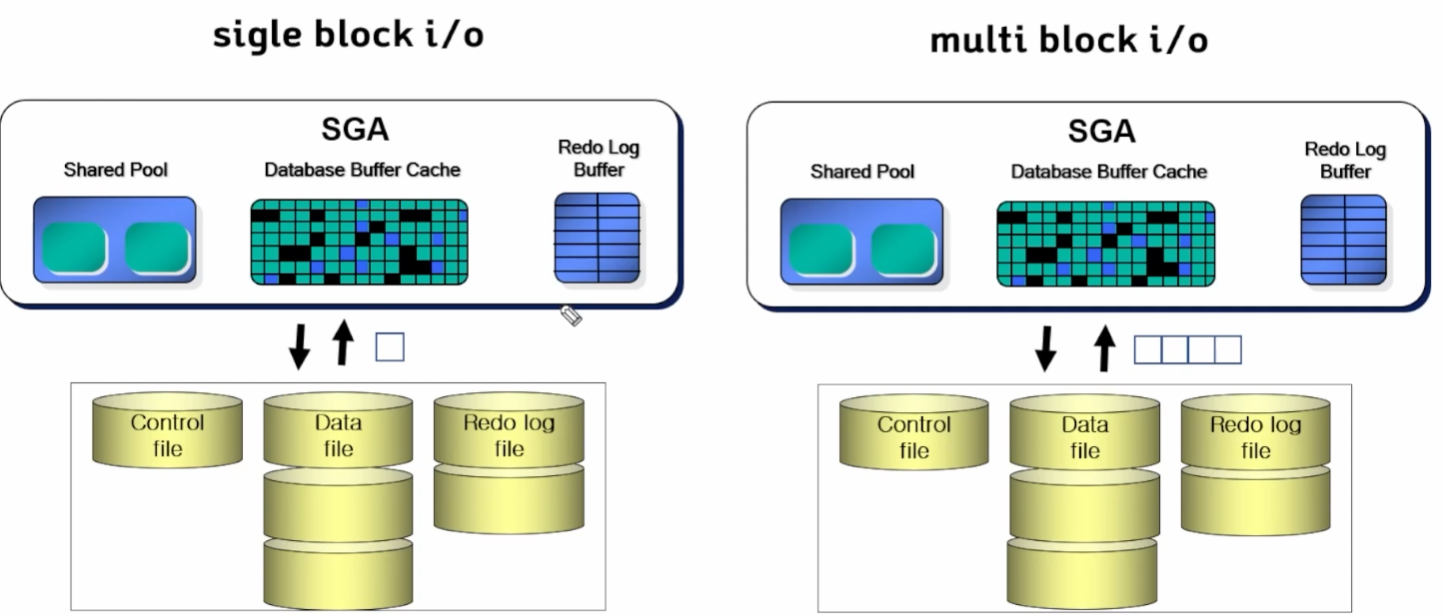 sigle block i/o
SGA
Shared Pool
Database Buffer Cache
Redo Log
Buffer
Control
file
Data
file
Redo log
file
multi block i/o
SGA
Shared Pool
Database Buffer Cache
Redo Log
Buffer
Control
file
Data
file
Redo log
file